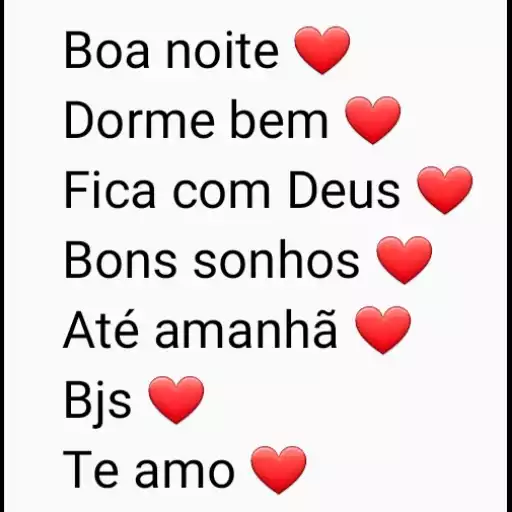 Boa noite ❤️
Dorme bem ❤️
Fica com Deus ❤️
Bons sonhos ❤️
Até amanhã ❤️
Bjs ❤️
Te amo ❤️